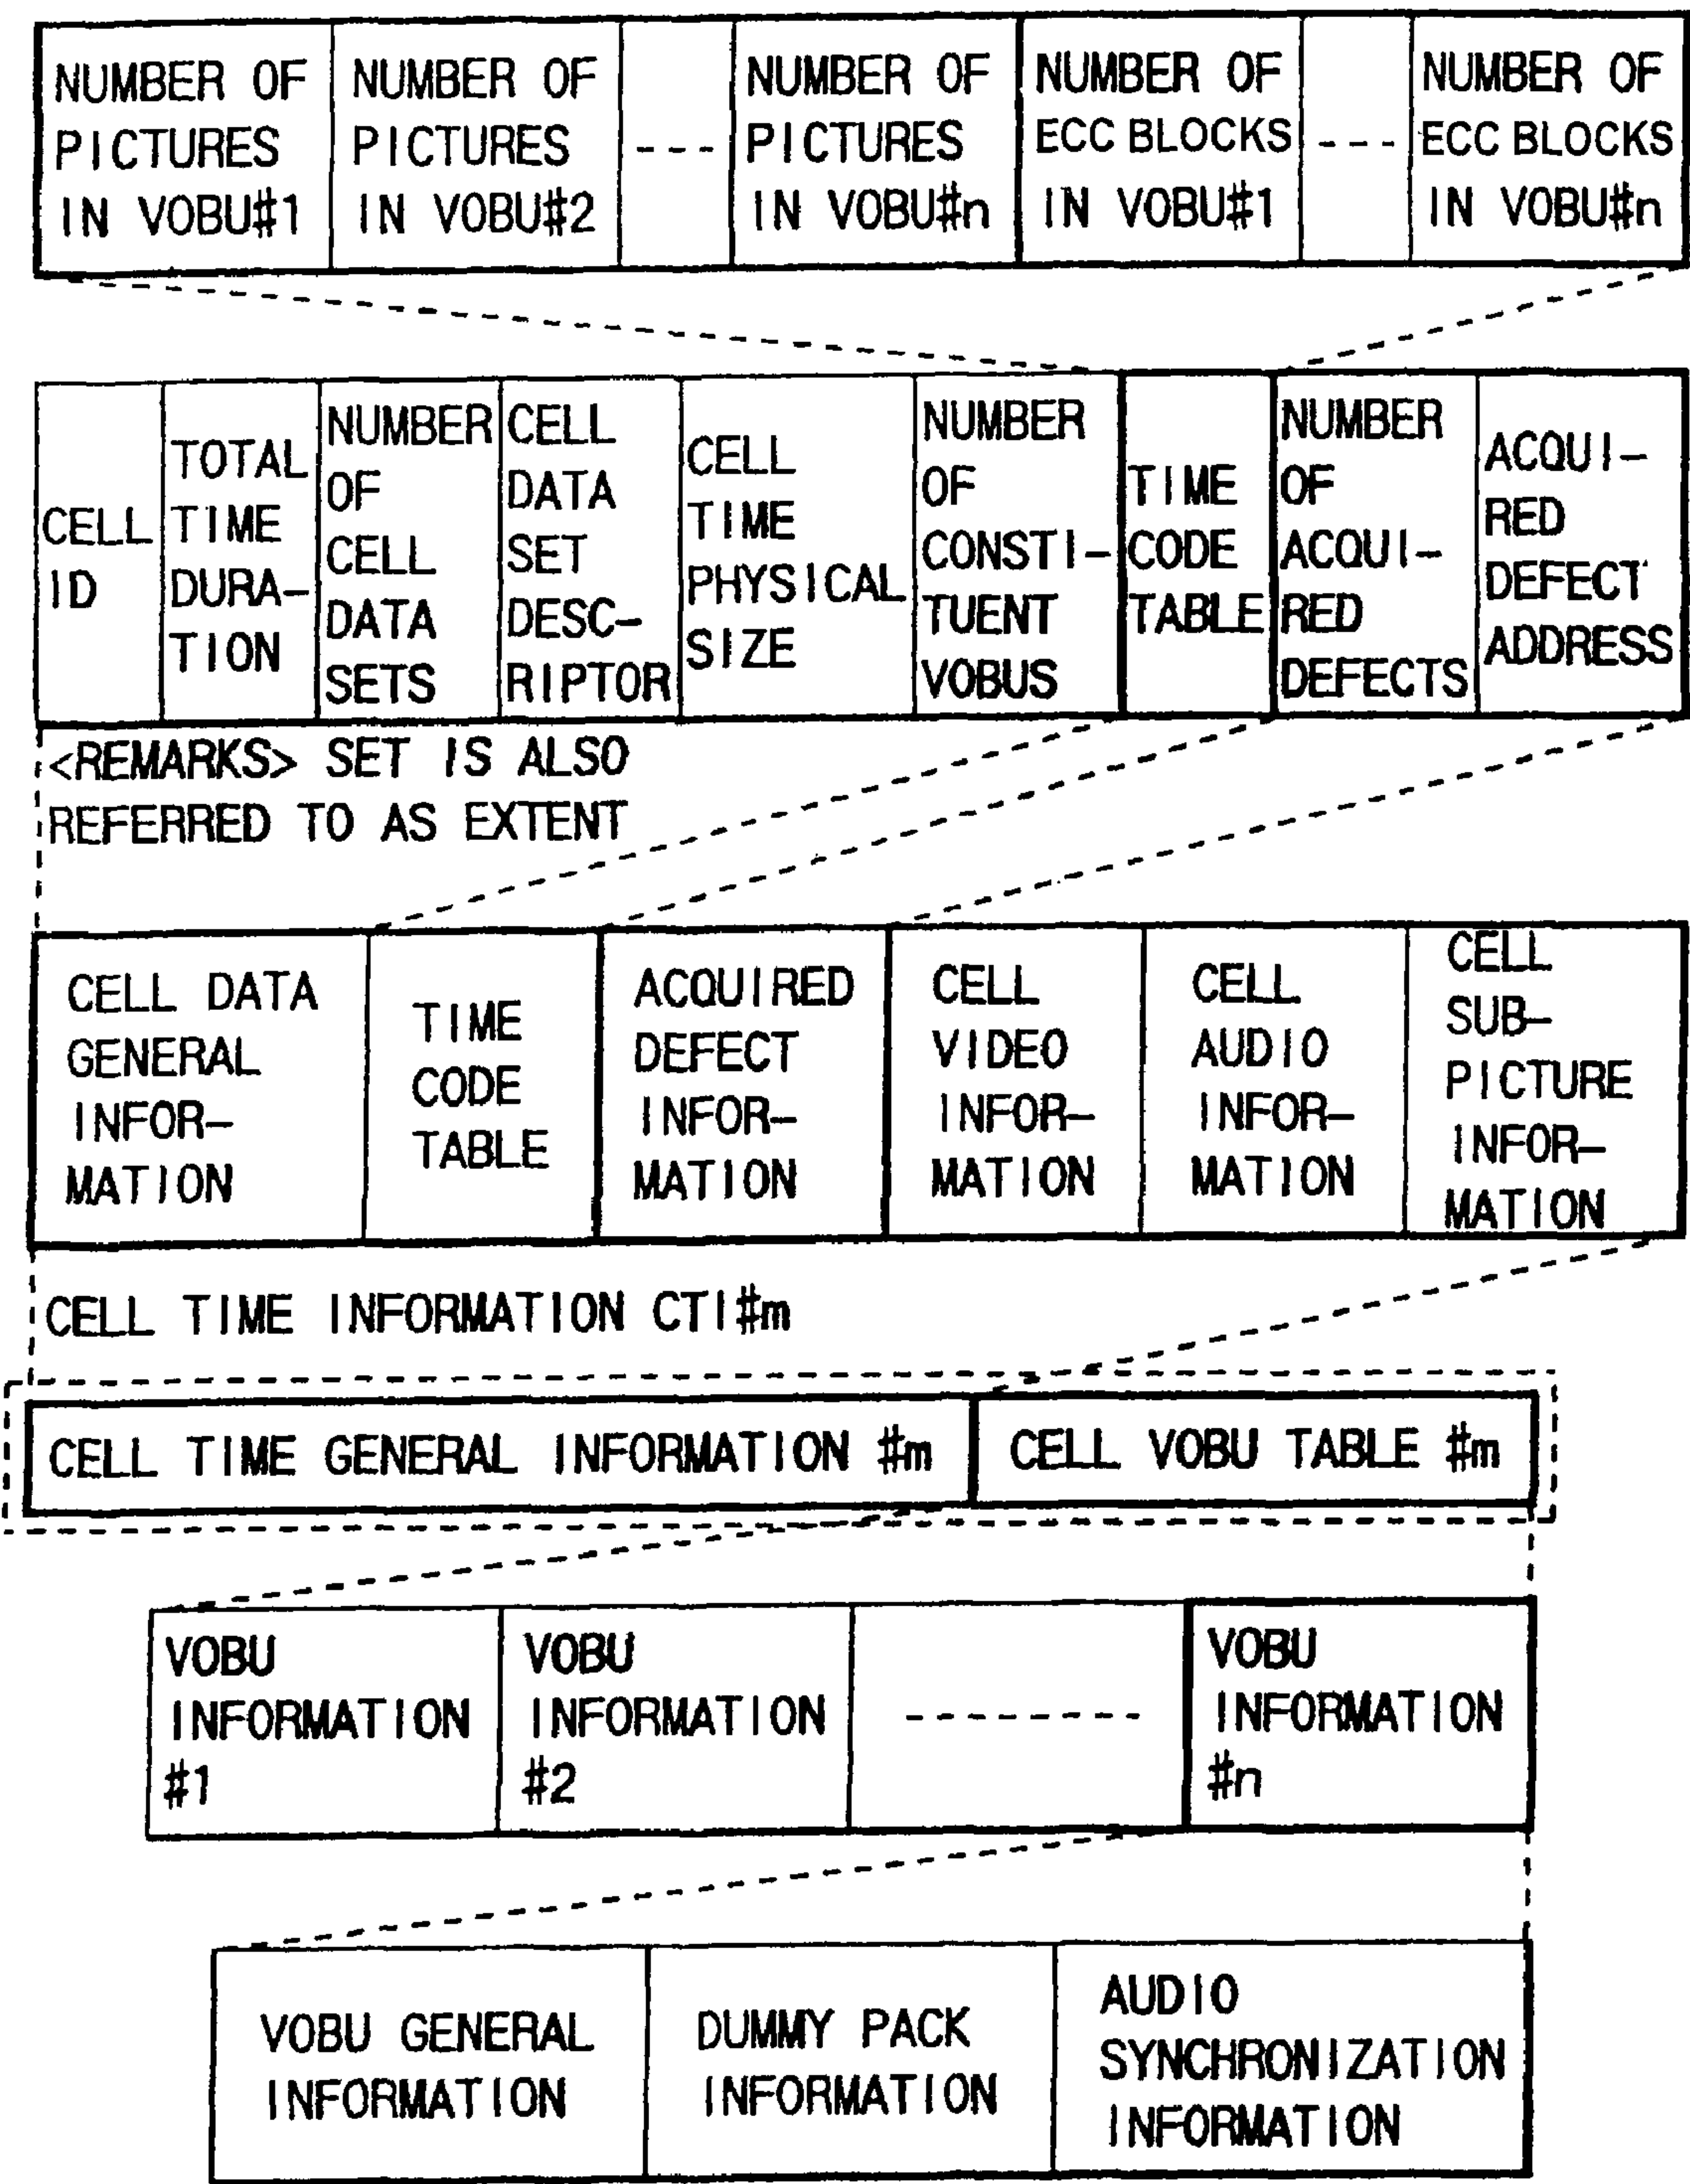 NUMBER OF
PICTURES
IN VOBU#1
NUMBER OF
PICTURES
IN VOBU#2
---
NUMBER OF
PICTURES
IN VOBU#n
NUMBER OF
ECC BLOCKS
IN VOBU#1
---
NUMBER OF
ECC BLOCKS
IN VOBU#n
CELL
ID
TOTAL
TIME
DURA-
TION
NUMBER
OF
CELL
DATA
SETS
CELL
DATA
SET
DESC-
RIPTOR
CELL
TIME
PHYSICAL
SIZE
NUMBER
OF
CONSTI-
TUENT
VOBUS
TIME
CODE
TABLE
NUMBER
OF
ACQUI-
RED
DEFECTS
ACQUI-
RED
DEFECT
ADDRESS
<REMARKS> SET IS ALSO
REFERRED TO AS EXTENT
CELL DATA
GENERAL
INFOR-
MATION
TIME
CODE
TABLE
ACQUIRED
DEFECT
INFOR-
MATION
CELL
VIDEO
INFOR-
MATION
CELL
AUDIO
INFOR-
MATION
CELL
SUB-
PICTURE
INFOR-
MATION
CELL TIME INFORMATION CTI#m
CELL TIME GENERAL INFORMATION #m
CELL VOBU TABLE #m
VOBU
INFORMATION
#1
VOBU
INFORMATION
#2
--------
VOBU
INFORMATION
#n
VOBU GENERAL
INFORMATION
DUMMY PACK
INFORMATION
AUDIO
SYNCHRONIZATION
INFORMATION